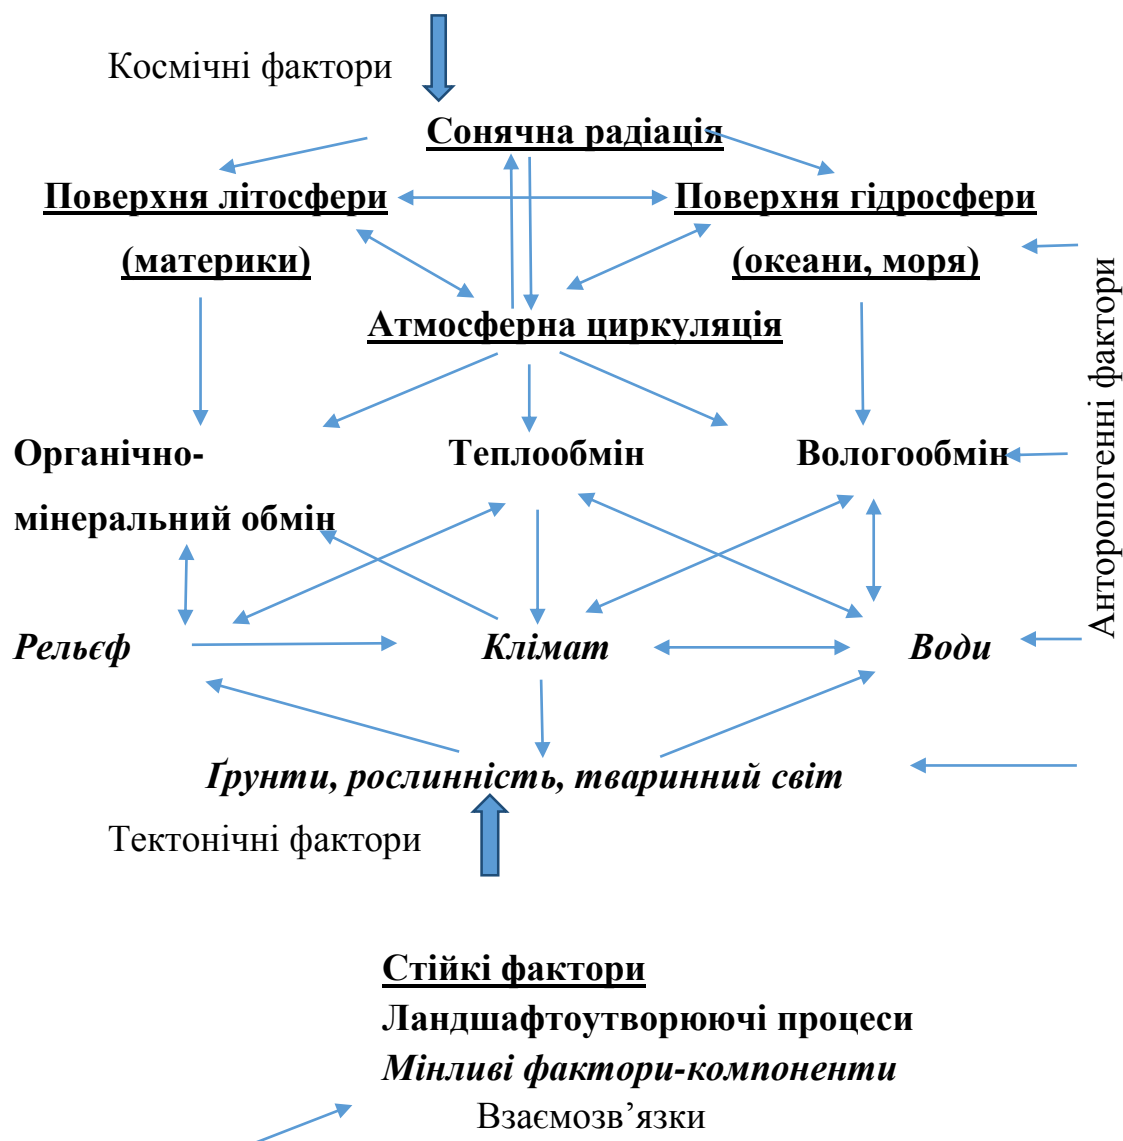 Космічні фактори
Сонячна радіація
Поверхня літосфери
Поверхня гідросфери
(материки)
(океани, моря)
Атмосферна циркуляція
Анторопогенні фактори
Органічно-
Теплообмін
Вологообмін
мінеральний обмін
Рельєф
Клімат
Води
Ґрунти, рослинність, тваринний світ
Тектонічні фактори
Стійкі фактори
Ландшафтоутворюючі процеси
Мінливі фактори-компоненти
Взаємозв’язки